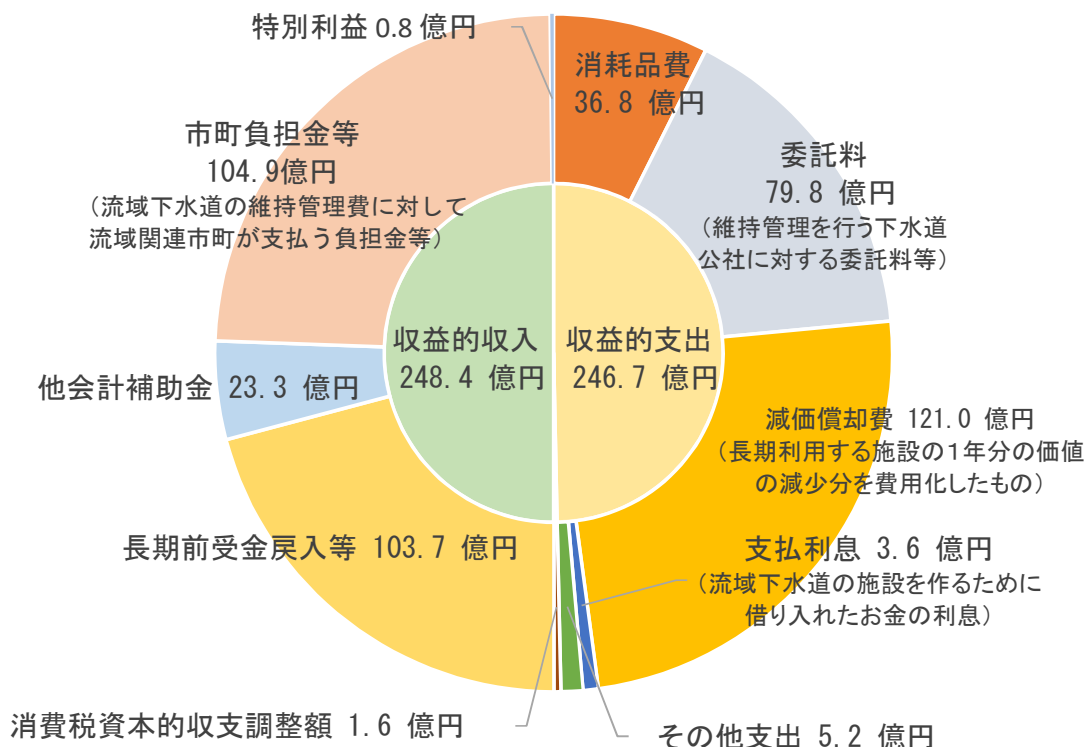 特別利益 0.8 億円
消耗品費
36.8 億円
市町負担金等
104.9億円
（流域下水道の維持管理費に対して
流域関連市町が支払う負担金等）
委託料
79.8 億円
（維持管理を行う下水道
公社に対する委託料等）
収益的収入
248.4 億円
収益的支出
246.7 億円
他会計補助金 23.3 億円
減価償却費 121.0 億円
（長期利用する施設の１年分の価値
の減少分を費用化したもの）
長期前受金戻入等 103.7 億円
支払利息 3.6 億円
（流域下水道の施設を作るために
借り入れたお金の利息）
消費税資本的収支調整額 1.6 億円
その他支出 5.2 億円